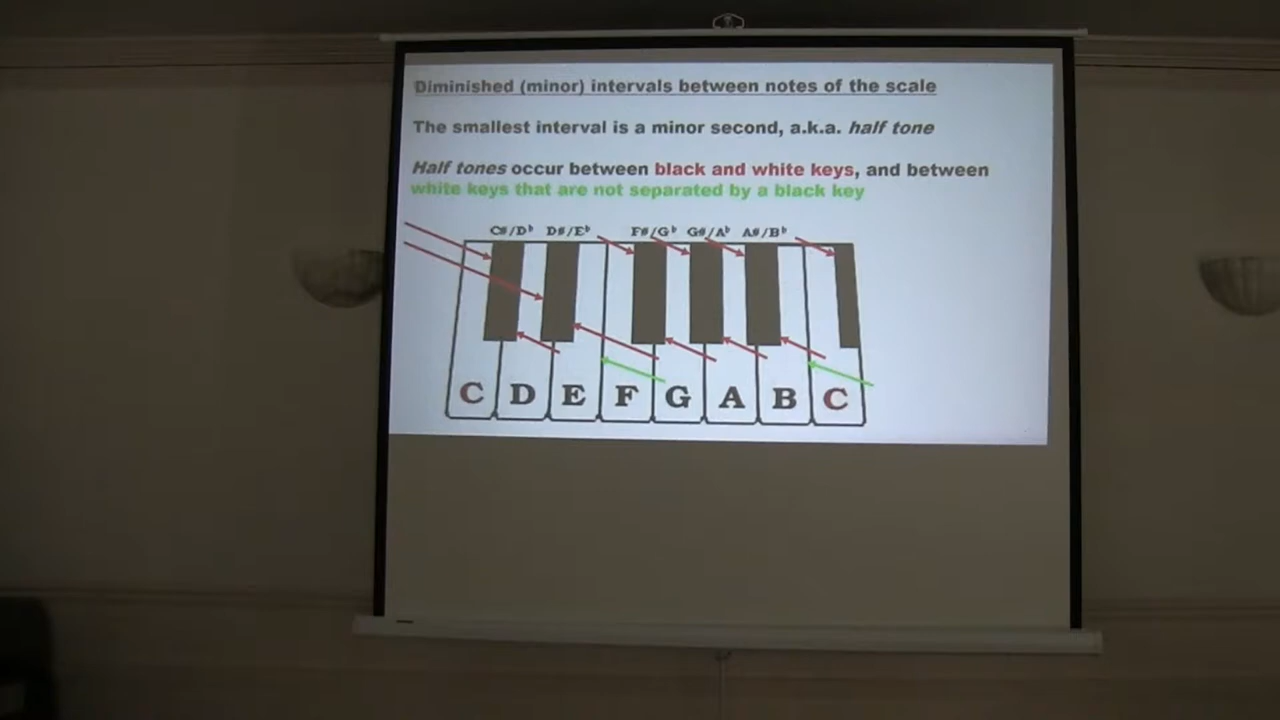 Diminished (minor) intervals between notes of the scale
The smallest interval is a minor second, a.k.a. half tone
Half tones occur between black and white keys, and between
white keys that are not separated by a black key
C#/D♭ D#/E♭ F#/G♭ G#/A♭ A#/B♭
C D E F G A B C